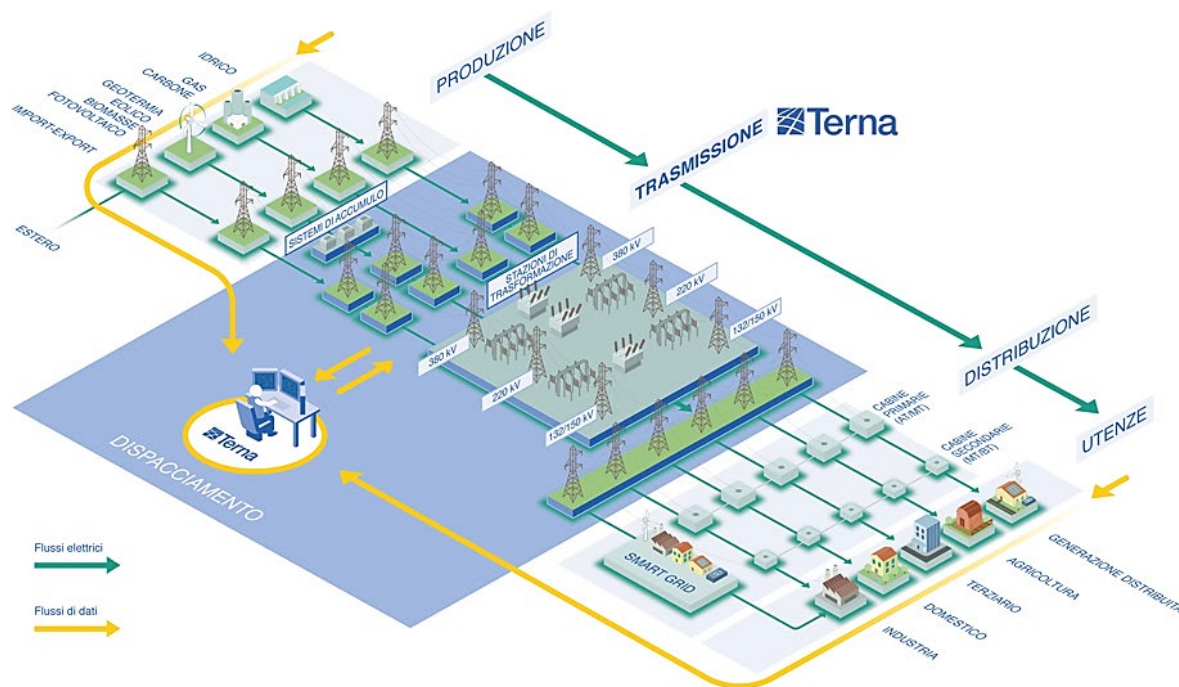 PRODUZIONE
TRASMISSIONE
Terna
DISTRIBUZIONE
UTENZE
IDRICO
GAS
CARBONE
GEOTERMIA
EOLICO
BIOMASSE
FOTOVOLTAICO
IMPORT-EXPORT
ESTERO
SISTEMI DI ACCUMULO
STAZIONI DI
TRASFORMAZIONE
380 kV
220 kV
132/150 kV
380 kV
220 kV
132/150 kV
Terna
DISPACCIAMENTO
CABINE
PRIMARIE
(AT/MT)
CABINE
SECONDARIE
(MT/BT)
SMART GRID
GENERAZIONE DISTRIBUITA
AGRICOLTURA
TERZIARIO
DOMESTICO
INDUSTRIA
Flussi elettrici
Flussi di dati